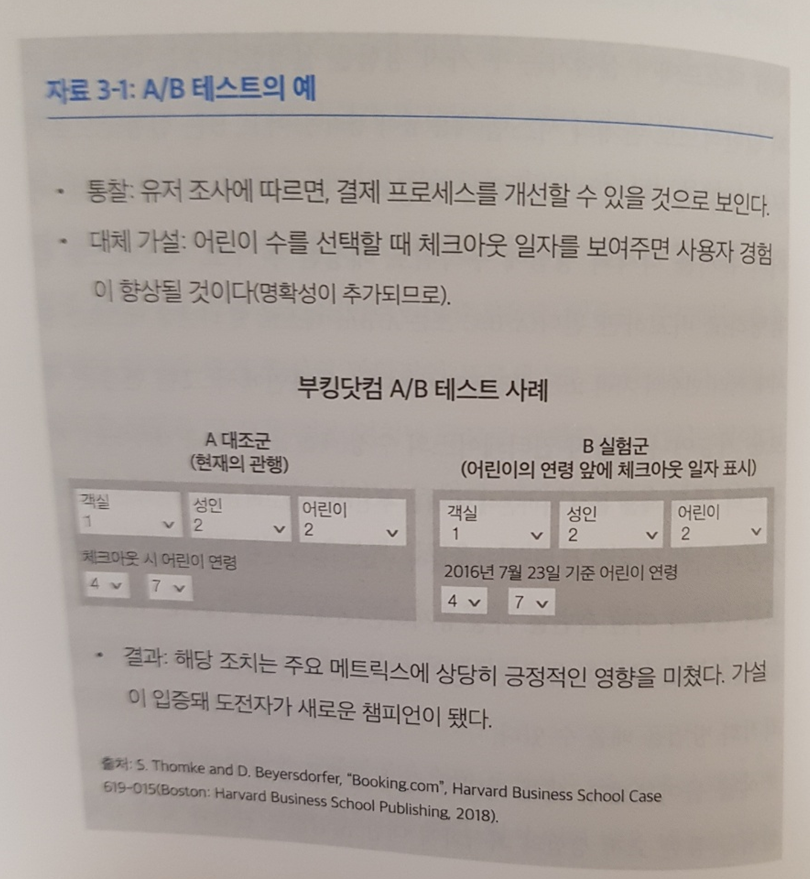 자료 3-1: A/B 테스트의 예
• 통찰: 유저 조사에 따르면, 결제 프로세스를 개선할 수 있을 것으로 보인다.
• 대체 가설: 어린이 수를 선택할 때 체크아웃 일자를 보여주면 사용자 경험
이 향상될 것이다(명확성이 추가되므로).
부킹닷컴 A/B 테스트 사례
A 대조군
(현재의 관행)
객실 성인 어린이
1 2 2
체크아웃 시 어린이 연령
4 7
B 실험군
(어린이의 연령 앞에 체크아웃 일자 표시)
객실 성인 어린이
1 2 2
2016년 7월 23일 기준 어린이 연령
4 7
• 결과: 해당 조치는 주요 메트릭스에 상당히 긍정적인 영향을 미쳤다. 가설
이 입증돼 도전자가 새로운 챔피언이 됐다.
출처: S. Thomke and D. Beyersdorfer, “Booking.com”, Harvard Business School Case
619-015(Boston: Harvard Business School Publishing, 2018).